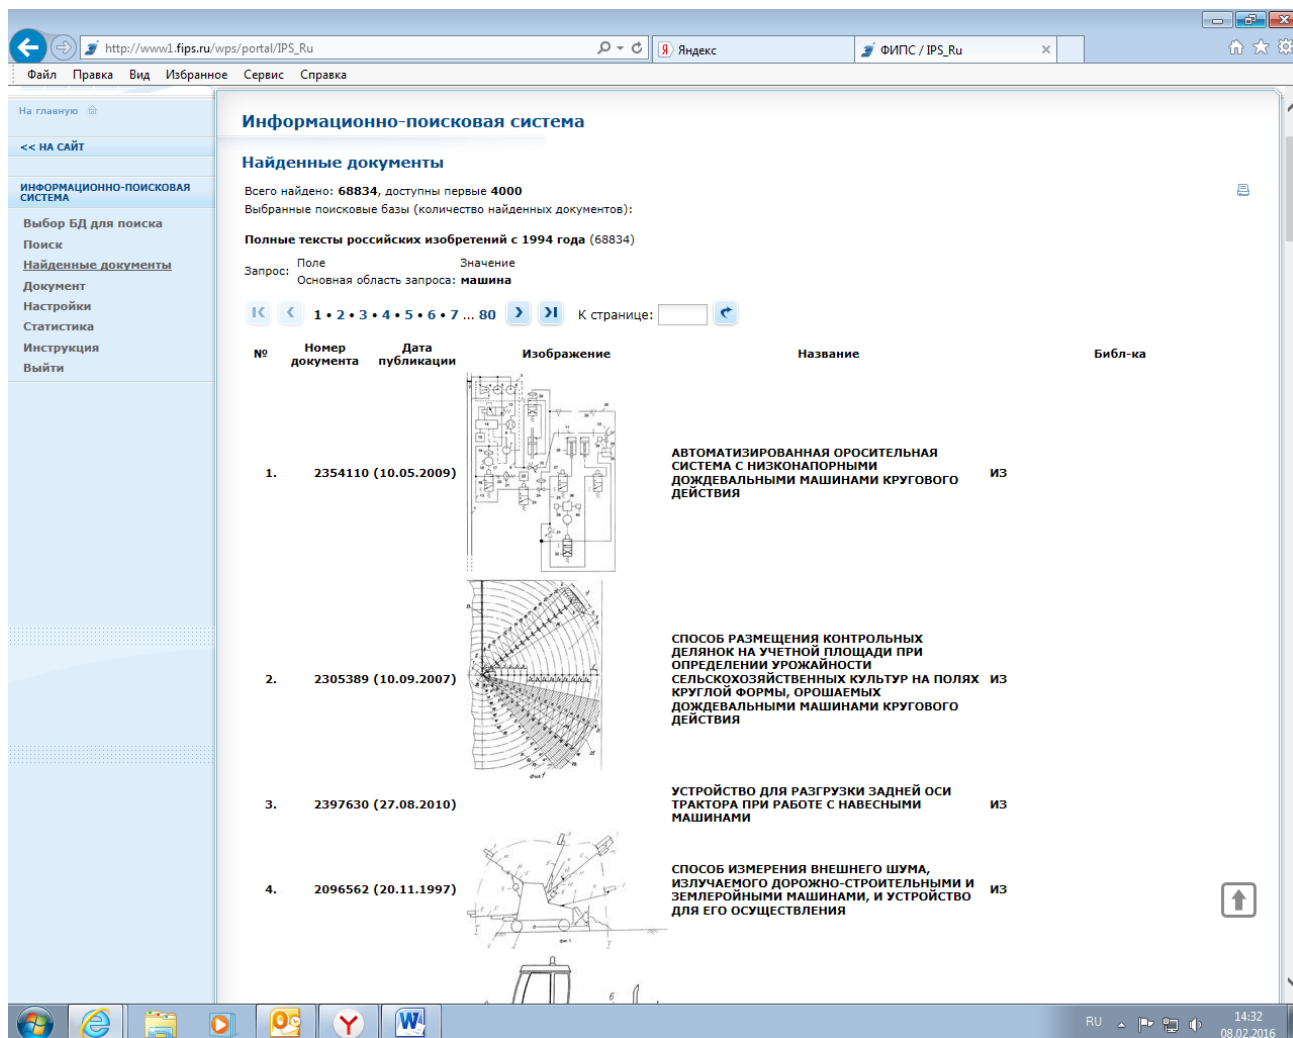 http://www1.fips.ru/wps/portal/IPS_Ru
Яндекс
ФИПС / IPS_Ru
Файл Правка Вид Избранное Сервис Справка
На главную
<< НА САЙТ
ИНФОРМАЦИОННО-ПОИСКОВАЯ
СИСТЕМА
Выбор БД для поиска
Поиск
Найденные документы
Документ
Настройки
Статистика
Инструкция
Выйти
Информационно-поисковая система
Найденные документы
Всего найдено: 68834, доступны первые 4000
Выбранные поисковые базы (количество найденных документов):
Полные тексты российских изобретений с 1994 года (68834)
Запрос: Поле Значение
Основная область запроса: машина
1 • 2 • 3 • 4 • 5 • 6 • 7 ... 80 К странице:
№ Номер документа Дата публикации Изображение Название Библ-ка
1. 2354110 (10.05.2009) АВТОМАТИЗИРОВАННАЯ ОРОСИТЕЛЬНАЯ
СИСТЕМА С НИЗКОНАПОРНЫМИ
ДОЖДЕВАЛЬНЫМИ МАШИНАМИ КРУГОВОГО
ДЕЙСТВИЯ
ИЗ
2. 2305389 (10.09.2007) СПОСОБ РАЗМЕЩЕНИЯ КОНТРОЛЬНЫХ
ДЕЛЯНОК НА УЧЕТНОЙ ПЛОЩАДИ ПРИ
ОПРЕДЕЛЕНИИ УРОЖАЙНОСТИ
СЕЛЬСКОХОЗЯЙСТВЕННЫХ КУЛЬТУР НА ПОЛЯХ
КРУГЛОЙ ФОРМЫ, ОРОШАЕМЫХ
ДОЖДЕВАЛЬНЫМИ МАШИНАМИ КРУГОВОГО
ДЕЙСТВИЯ
ИЗ
Фиг.1
3. 2397630 (27.08.2010) УСТРОЙСТВО ДЛЯ РАЗГРУЗКИ ЗАДНЕЙ ОСИ
ТРАКТОРА ПРИ РАБОТЕ С НАВЕСНЫМИ
МАШИНАМИ
ИЗ
4. 2096562 (20.11.1997) СПОСОБ ИЗМЕРЕНИЯ ВНЕШНЕГО ШУМА,
ИЗЛУЧАЕМОГО ДОРОЖНО-СТРОИТЕЛЬНЫМИ И
ЗЕМЛЕРОЙНЫМИ МАШИНАМИ, И УСТРОЙСТВО
ДЛЯ ЕГО ОСУЩЕСТВЛЕНИЯ
ИЗ
Фиг.1
6
RU
14:32
08.02.2016